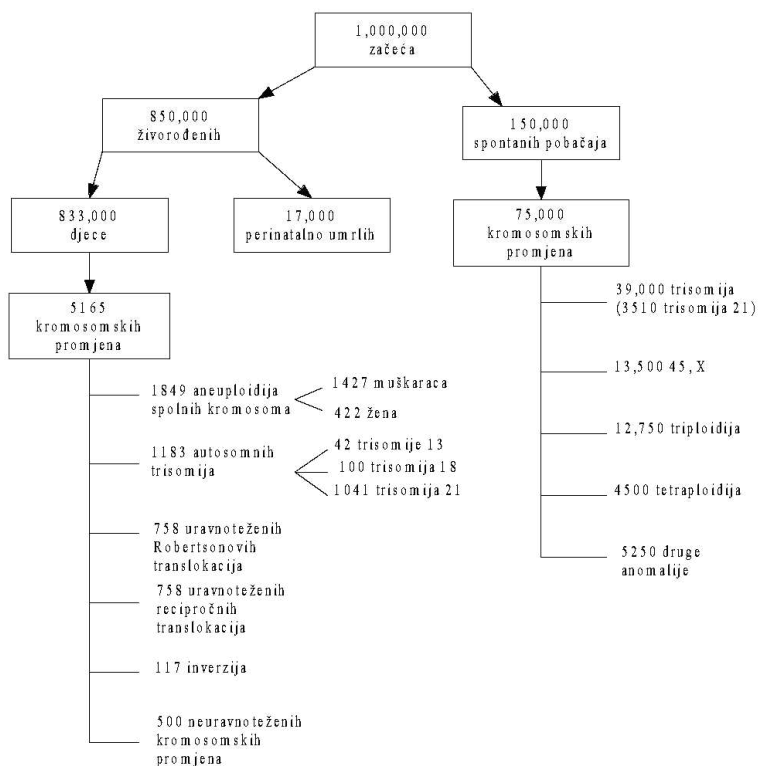 1,000,000
začeća
850,000
živorođenih
150,000
spontanih pobačaja
833,000
djece
17,000
perinatalno umrlih
75,000
kromosomskih
promjena
5165
kromosomskih
promjena
1849 aneuploidija
spolnih kromosoma
1427 muškaraca
422 žena
1183 autosomnih
trisomija
42 trisomije 13
100 trisomija 18
1041 trisomija 21
758 uravnoteženih
Robertsonovih
translokacija
758 uravnoteženih
recipročnih
translokacija
117 inverzija
500 neuravnoteženih
kromosomskih
promjena
39,000 trisomija
(3510 trisomija 21)
13,500 45, X
12,750 triploidija
4500 tetraploidija
5250 druge
anomalije